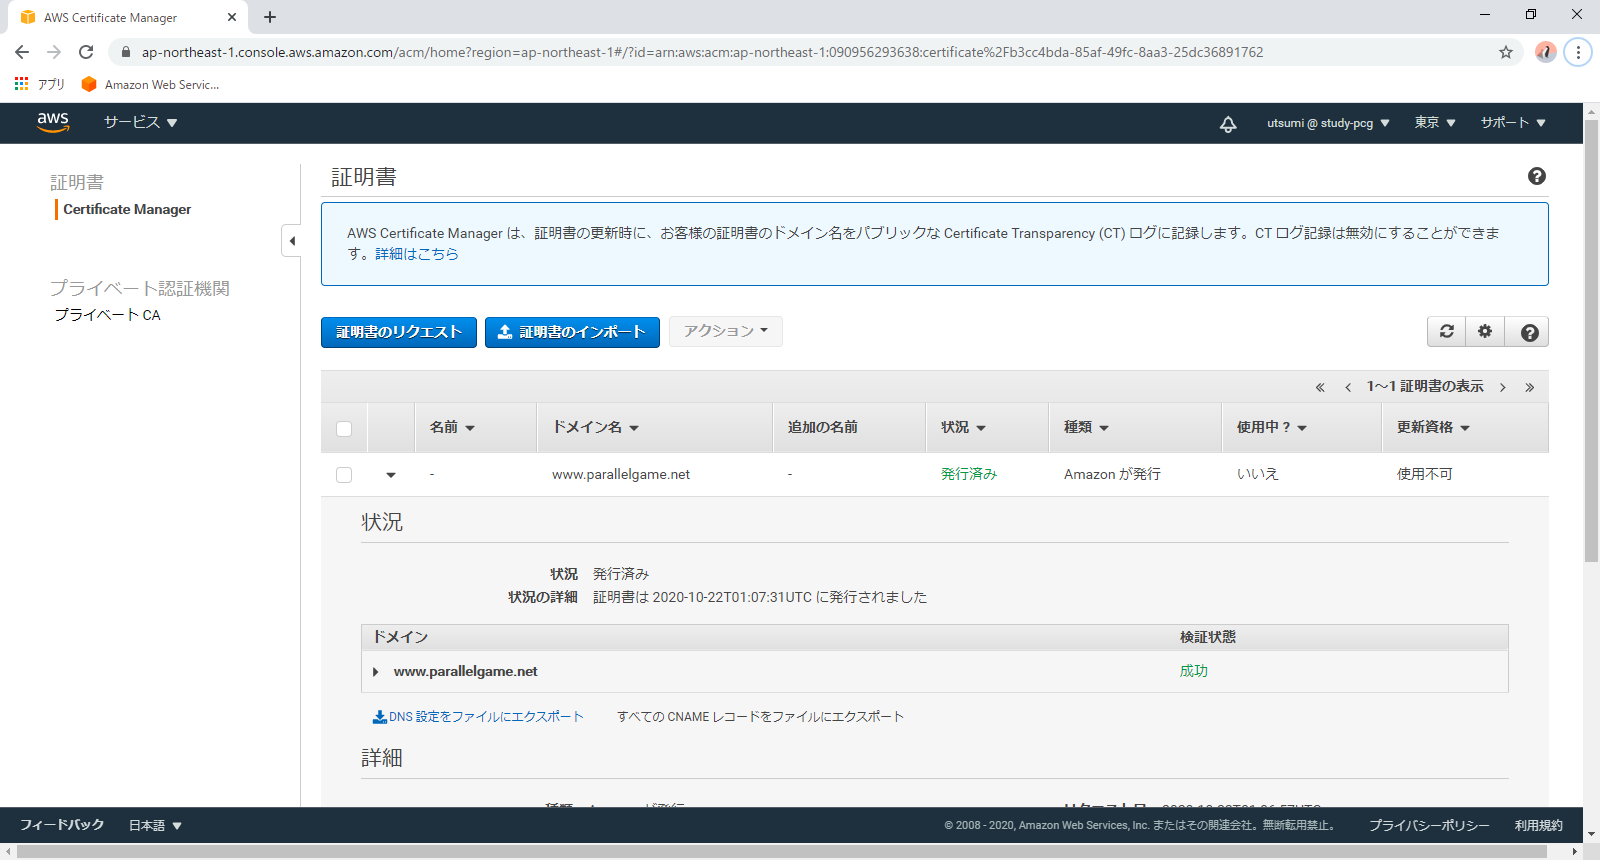 AWS Certificate Manager
ap-northeast-1.console.aws.amazon.com/acm/home?region=ap-northeast-1#/?id=arn:aws:acm:ap-northeast-1:090956293638:certificate%2Fb3cc4bda-85af-49fc-8aa3-25dc36891762
アプリ Amazon Web Servic...
aws サービス utsumi @ study-pcg 東京 サポート
証明書
Certificate Manager
プライベート認証機関
プライベート CA
証明書
AWS Certificate Manager は、証明書の更新時に、お客様の証明書のドメイン名をパブリックな Certificate Transparency (CT) ログに記録します。CT ログ記録は無効にすることができま
す。詳細はこちら
証明書のリクエスト 証明書のインポート アクション
« ‹ 1～1 証明書の表示 › »
名前 ドメイン名 追加の名前 状況 種類 使用中 ? 更新資格
- www.parallelgame.net - 発行済み Amazon が発行 いいえ 使用不可
状況
状況 発行済み
状況の詳細 証明書は 2020-10-22T01:07:31UTC に発行されました
ドメイン 検証状態
www.parallelgame.net 成功
DNS 設定をファイルにエクスポート すべての CNAME レコードをファイルにエクスポート
詳細
フィードバック 日本語 © 2008 - 2020, Amazon Web Services, Inc. またはその関連会社。無断転用禁止。 プライバシーポリシー 利用規約